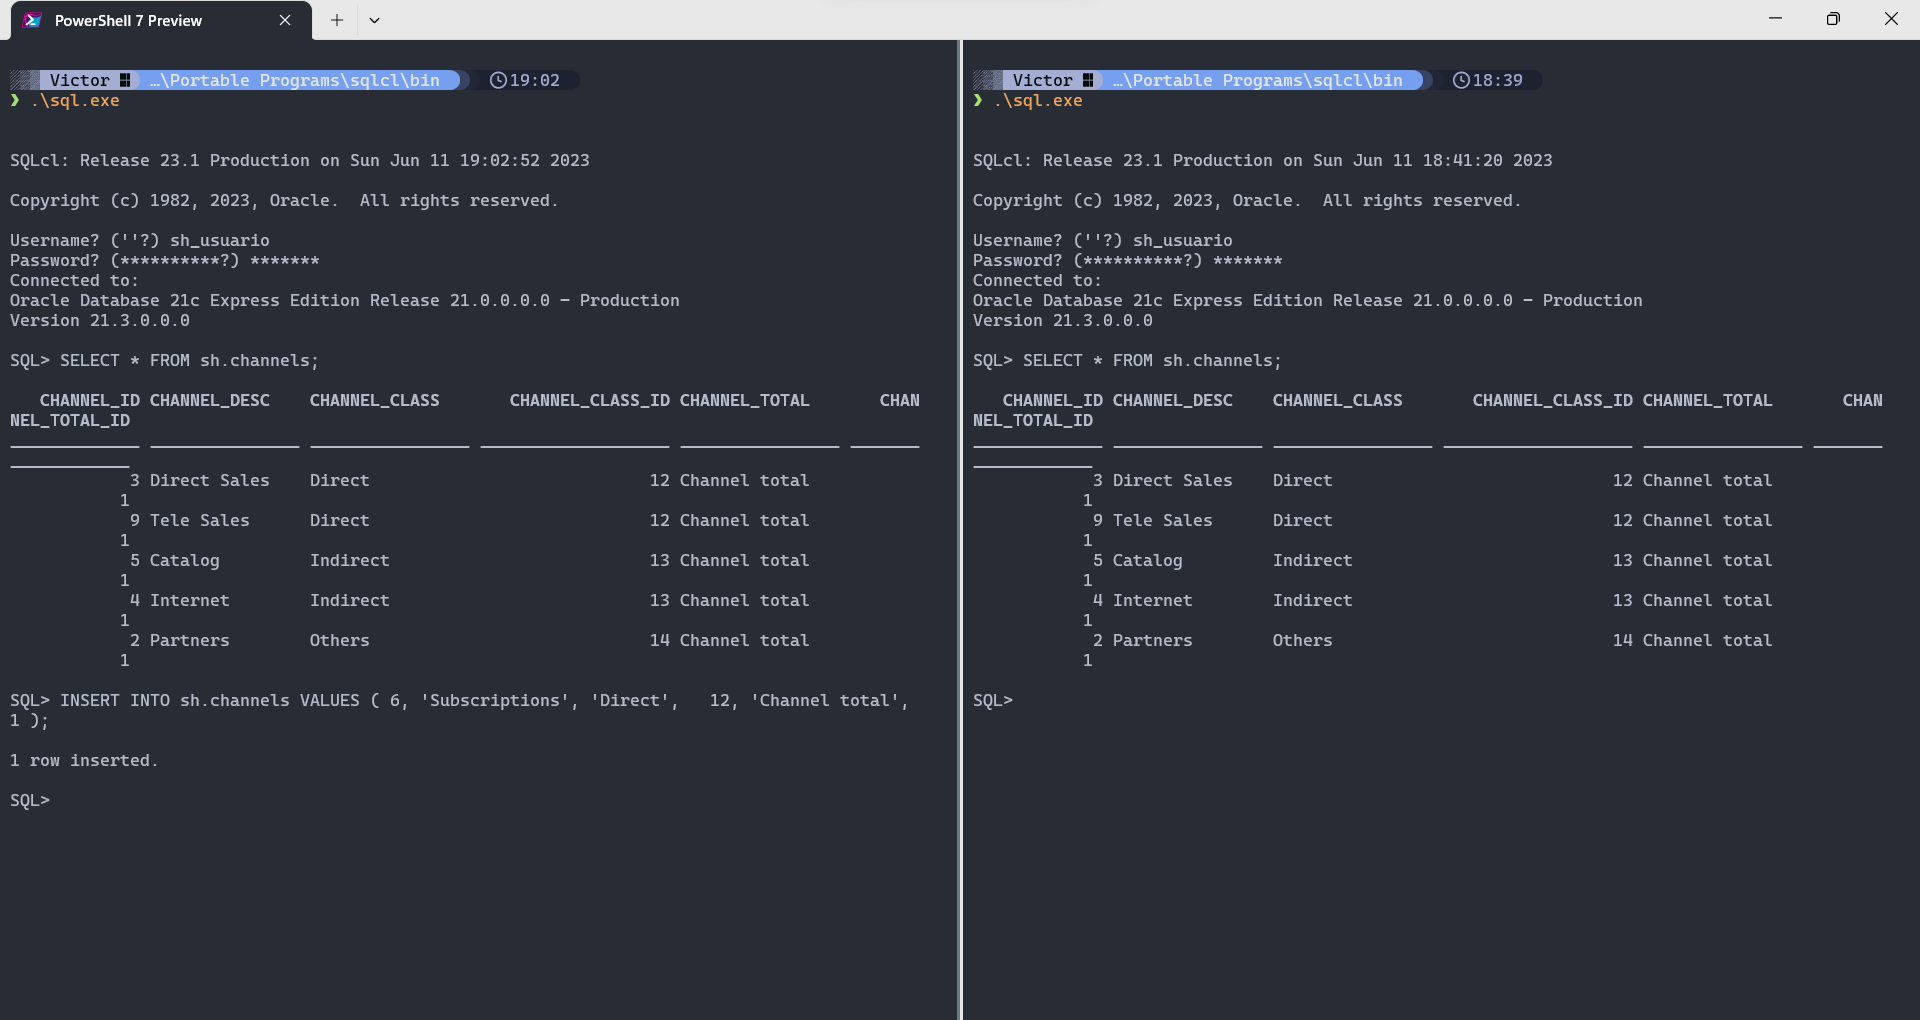 PowerShell 7 Preview
Victor …\Portable Programs\sqlcl\bin 19:02
❯ .\sql.exe
SQLcl: Release 23.1 Production on Sun Jun 11 19:02:52 2023
Copyright (c) 1982, 2023, Oracle.  All rights reserved.
Username? (''?) sh_usuario
Password? (**********?) *******
Connected to:
Oracle Database 21c Express Edition Release 21.0.0.0.0 - Production
Version 21.3.0.0.0
SQL> SELECT * FROM sh.channels;
CHANNEL_ID CHANNEL_DESC    CHANNEL_CLASS       CHANNEL_CLASS_ID CHANNEL_TOTAL       CHAN
NEL_TOTAL_ID
3 Direct Sales    Direct                            12 Channel total
1
9 Tele Sales      Direct                            12 Channel total
1
5 Catalog         Indirect                          13 Channel total
1
4 Internet        Indirect                          13 Channel total
1
2 Partners        Others                            14 Channel total
1
SQL> INSERT INTO sh.channels VALUES ( 6, 'Subscriptions', 'Direct',   12, 'Channel total',
1 );
1 row inserted.
SQL>
Victor …\Portable Programs\sqlcl\bin 18:39
❯ .\sql.exe
SQLcl: Release 23.1 Production on Sun Jun 11 18:41:20 2023
Copyright (c) 1982, 2023, Oracle.  All rights reserved.
Username? (''?) sh_usuario
Password? (**********?) *******
Connected to:
Oracle Database 21c Express Edition Release 21.0.0.0.0 - Production
Version 21.3.0.0.0
SQL> SELECT * FROM sh.channels;
CHANNEL_ID CHANNEL_DESC    CHANNEL_CLASS       CHANNEL_CLASS_ID CHANNEL_TOTAL       CHAN
NEL_TOTAL_ID
3 Direct Sales    Direct                            12 Channel total
1
9 Tele Sales      Direct                            12 Channel total
1
5 Catalog         Indirect                          13 Channel total
1
4 Internet        Indirect                          13 Channel total
1
2 Partners        Others                            14 Channel total
1
SQL>